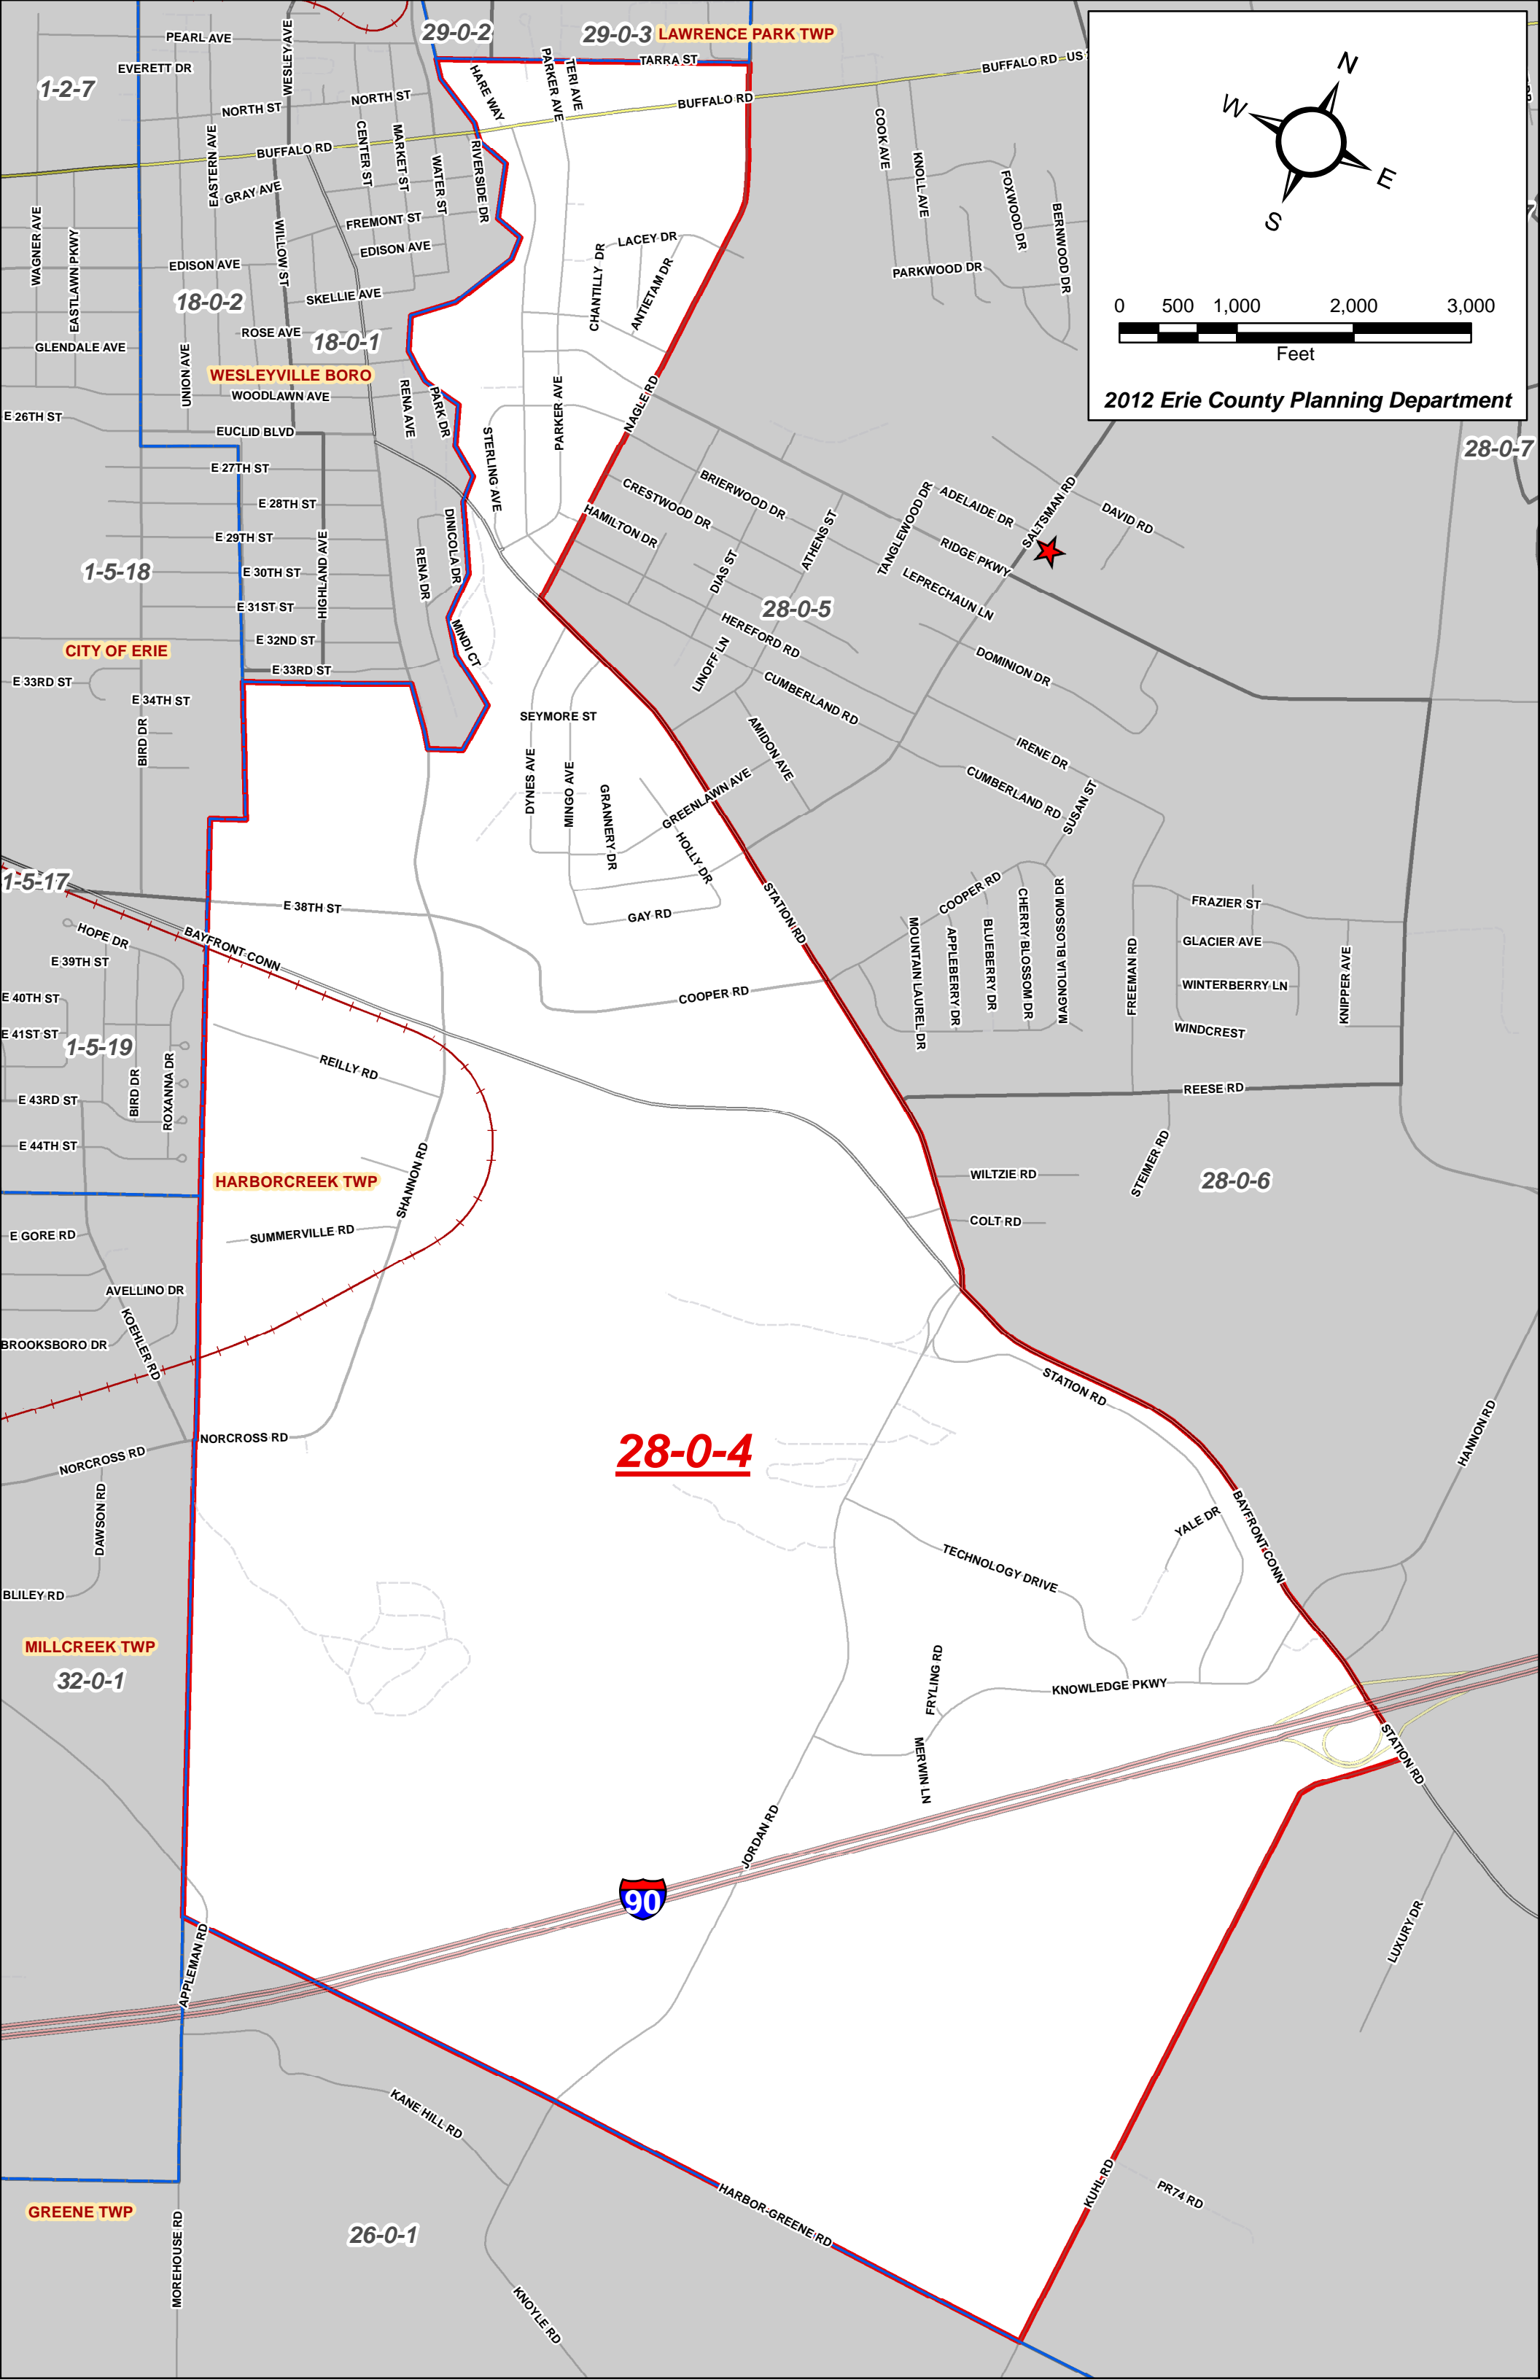 29-0-2
29-0-3
LAWRENCE PARK TWP
PEARL AVE
WESLEY AVE
EVERETT DR
1-2-7
TARRA ST
HARE WAY
PARKER AVE
TERI AVE
BUFFALO RD
BUFFALO RD US
NORTH ST
NORTH ST
BUFFALO RD
EASTERN AVE
CENTER ST
MARKET ST
WATER ST
RIVERSIDE DR
GRAY AVE
FREMONT ST
EDISON AVE
EDISON AVE
WILLOW ST
SKELLIE AVE
WAGNER AVE
EASTLAWN PKWY
18-0-2
ROSE AVE
18-0-1
GLENDALE AVE
UNION AVE
WESLEYVILLE BORO
WOODLAWN AVE
E 26TH ST
EUCLID BLVD
RENA AVE
PARK DR
LACEY DR
CHANTILLY DR
ANTIETAM DR
COOK AVE
KNOLL AVE
FOXWOOD DR
BERNWOOD DR
PARKWOOD DR
N
W
E
S
0 500 1,000 2,000 3,000
Feet
2012 Erie County Planning Department
28-0-7
NAGLE RD
PARKER AVE
STERLING AVE
E 27TH ST
E 28TH ST
E 29TH ST
E 30TH ST
E 31ST ST
E 32ND ST
E 33RD ST
HIGHLAND AVE
1-5-18
CITY OF ERIE
E 33RD ST
E 34TH ST
BIRD DR
RENA DR
DINICOLA DR
MINDI CT
CRESTWOOD DR
BRIERWOOD DR
HAMILTON DR
DIAS ST
ATHENS ST
TANGLEWOOD DR
ADELAIDE DR
SALTSMAN RD
DAVID RD
RIDGE PKWY
LEPRECHAUN LN
28-0-5
HEREFORD RD
LINOFF LN
CUMBERLAND RD
DOMINION DR
IRENE DR
CUMBERLAND RD
SUSAN ST
AMIDON AVE
SEYMORE ST
DYNES AVE
MINGO AVE
GRANNERY DR
GREENLAWN AVE
HOLLY DR
GAY RD
STATION RD
1-5-17
E 38TH ST
BAYFRONT CONN
COOPER RD
COOPER RD
MOUNTAIN LAUREL DR
APPLEBERRY DR
BLUEBERRY DR
CHERRY BLOSSOM DR
MAGNOLIA BLOSSOM DR
FREEMAN RD
FRAZIER ST
GLACIER AVE
WINTERBERRY LN
WINDCREST
KNIPPER AVE
HOPE DR
E 39TH ST
E 40TH ST
E 41ST ST
1-5-19
BIRD DR
ROXANNA DR
E 43RD ST
E 44TH ST
REILLY RD
SHANNON RD
REESE RD
HARBORCREEK TWP
SUMMERVILLE RD
WILTZIE RD
COLT RD
STEIMER RD
28-0-6
E GORE RD
AVELLINO DR
KOEHLER RD
BROOKSBORO DR
NORCROSS RD
NORCROSS RD
DAWSON RD
BLILEY RD
MILLCREEK TWP
32-0-1
28-0-4
STATION RD
HANNON RD
BAYFRONT CONN
YALE DR
TECHNOLOGY DRIVE
FRYLING RD
KNOWLEDGE PKWY
MERWIN LN
STATION RD
JORDAN RD
90
LUXURY DR
APPLEMAN RD
KANE HILL RD
HARBOR-GREENE RD
KUHL RD
PR74 RD
GREENE TWP
26-0-1
MOREHOUSE RD
KNOYLE RD